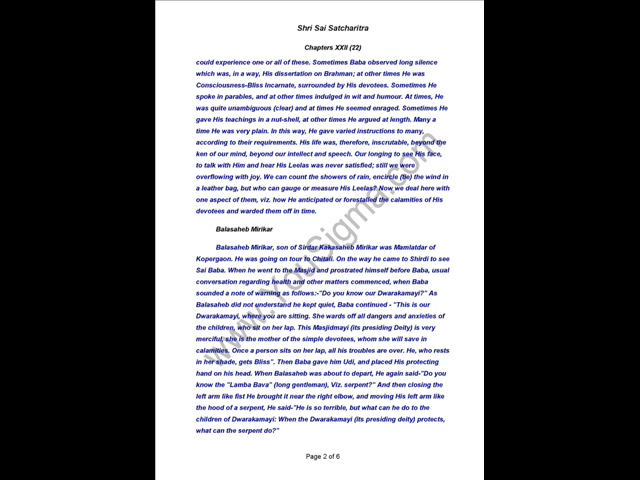 Shri Sai Satcharitra
Chapters XXII (22)
could experience one or all of these. Sometimes Baba observed long silence
which was, in a way, His dissertation on Brahman; at other times He was
Consciousness-Bliss Incarnate, surrounded by His devotees. Sometimes He
spoke in parables, and at other times indulged in wit and humour. At times, He
was quite unambiguous (clear) and at times He seemed enraged. Sometimes He
gave His teachings in a nut-shell, at other times He argued at length. Many a
time He was very plain. In this way, He gave varied instructions to many,
according to their requirements. His life was, therefore, inscrutable, beyond the
ken of our mind, beyond our intellect and speech. Our longing to see His face,
to talk with Him and hear His Leelas was never satisfied; still we were
overflowing with joy. We can count the showers of rain, encircle (tie) the wind in
a leather bag, but who can gauge or measure His Leelas? Now we deal here with
one aspect of them, viz. how He anticipated or forestalled the calamities of His
devotees and warded them off in time.
Balasaheb Mirikar
Balasaheb Mirikar, son of Sirdar Kakasaheb Mirikar was Mamlatdar of
Kopergaon. He was going on tour to Chitali. On the way he came to Shirdi to see
Sai Baba. When he went to the Masjid and prostrated himself before Baba, usual
conversation regarding health and other matters commenced, when Baba
sounded a note of warning as follows:-"Do you know our Dwarakamayi?" As
Balasaheb did not understand he kept quiet, Baba continued - "This is our
Dwarakamayi, where you are sitting. She wards off all dangers and anxieties of
the children, who sit on her lap. This Masjidmayi (its presiding Deity) is very
merciful, she is the mother of the simple devotees, whom she will save in
calamities. Once a person sits on her lap, all his troubles are over. He, who rests
in her shade, gets Bliss". Then Baba gave him Udi, and placed His protecting
hand on his head. When Balasaheb was about to depart, He again said-"Do you
know the "Lamba Bava" (long gentleman), Viz. serpent?" And then closing the
left arm like fist He brought it near the right elbow, and moving His left arm like
the hood of a serpent, He said-"He is so terrible, but what can he do to the
children of Dwarakamayi: When the Dwarakamayi (its presiding deity) protects,
what can the serpent do?"
www.YouSigma.com
Page 2 of 6